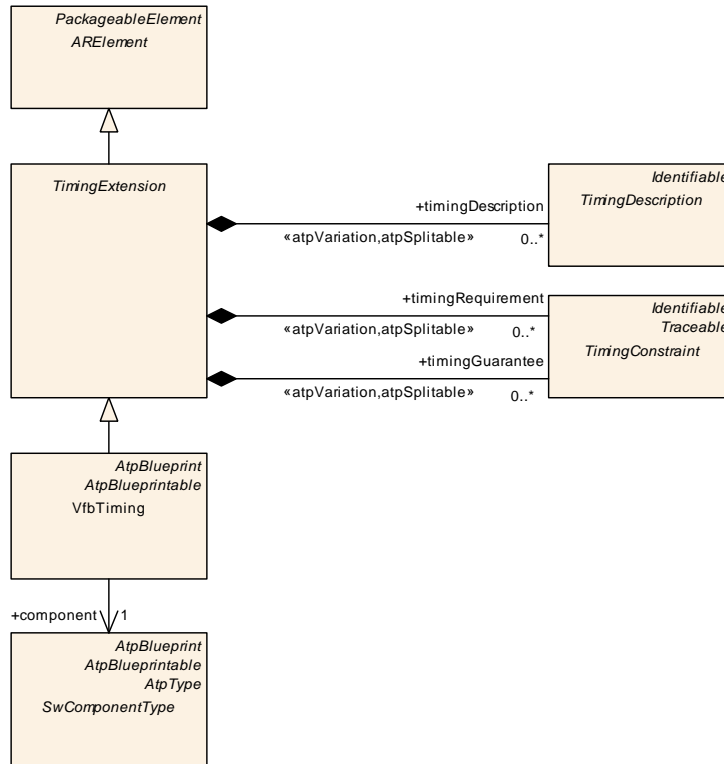 PackageableElement
ARElement
TimingExtension
+timingDescription
«atpVariation,atpSplitable»
0..*
Identifiable
TimingDescription
+timingRequirement
«atpVariation,atpSplitable»
0..*
+timingGuarantee
«atpVariation,atpSplitable»
0..*
Identifiable
Traceable
TimingConstraint
AtpBlueprint
AtpBlueprintable
VfbTiming
+component
1
AtpBlueprint
AtpBlueprintable
AtpType
SwComponentType